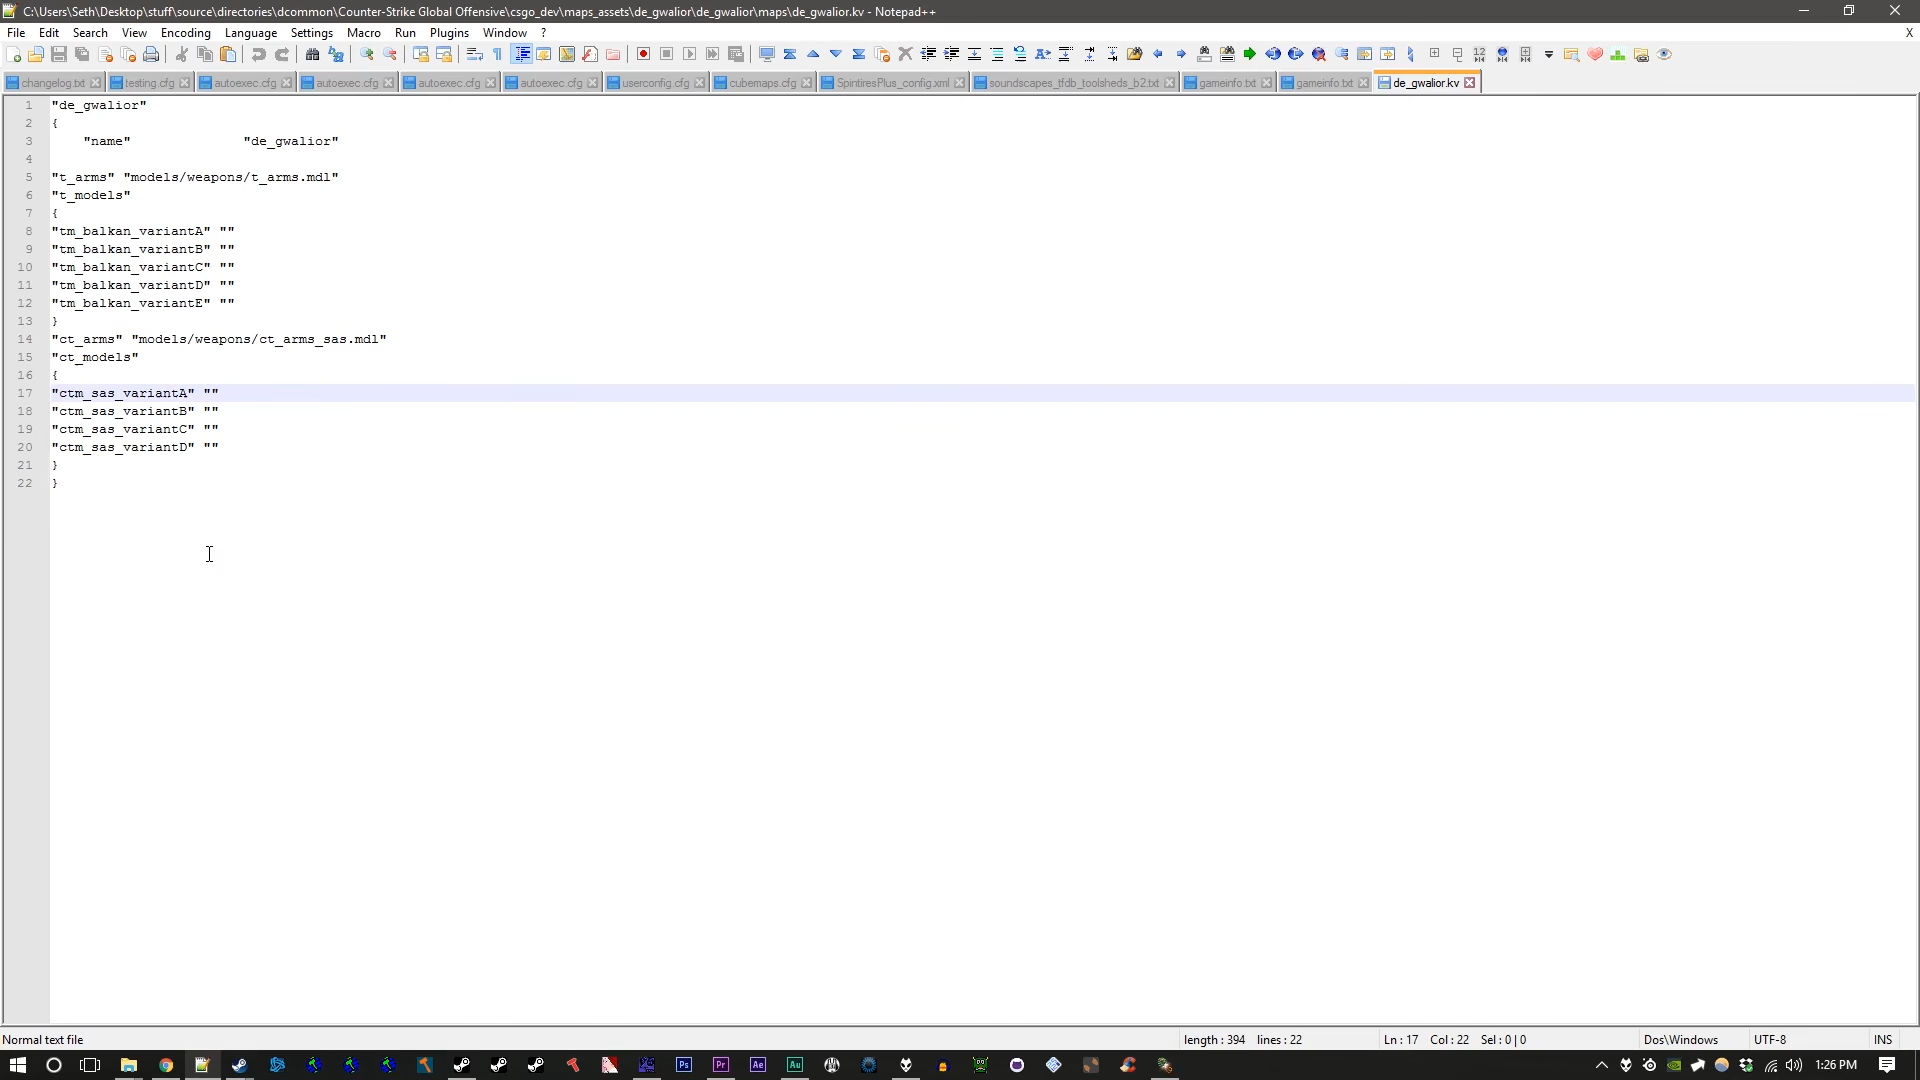 C:\Users\Seth\Desktop\stuff\source\directories\dcommon\Counter-Strike Global Offensive\csgo_dev\maps_assets\de_gwalior\de_gwalior\maps\de_gwalior.kv - Notepad++
File Edit Search View Encoding Language Settings Macro Run Plugins Window ? X
changelog.txt testing.cfg autoexec.cfg autoexec.cfg autoexec.cfg autoexec.cfg userconfig.cfg cubemaps.cfg SpintiresPlus_config.xml soundscapes_tfdb_toolsheds_b2.txt gameinfo.txt gameinfo.txt de_gwalior.kv
1 "de_gwalior"
2 {
3 "name" "de_gwalior"
4
5 "t_arms" "models/weapons/t_arms.mdl"
6 "t_models"
7 {
8 "tm_balkan_variantA" ""
9 "tm_balkan_variantB" ""
10 "tm_balkan_variantC" ""
11 "tm_balkan_variantD" ""
12 "tm_balkan_variantE" ""
13 }
14 "ct_arms" "models/weapons/ct_arms_sas.mdl"
15 "ct_models"
16 {
17 "ctm_sas_variantA" ""
18 "ctm_sas_variantB" ""
19 "ctm_sas_variantC" ""
20 "ctm_sas_variantD" ""
21 }
22 }
Normal text file length : 394 lines : 22 Ln : 17 Col : 22 Sel : 0 | 0 Dos\Windows UTF-8 INS
Ps Pr Ae Au 1:26 PM